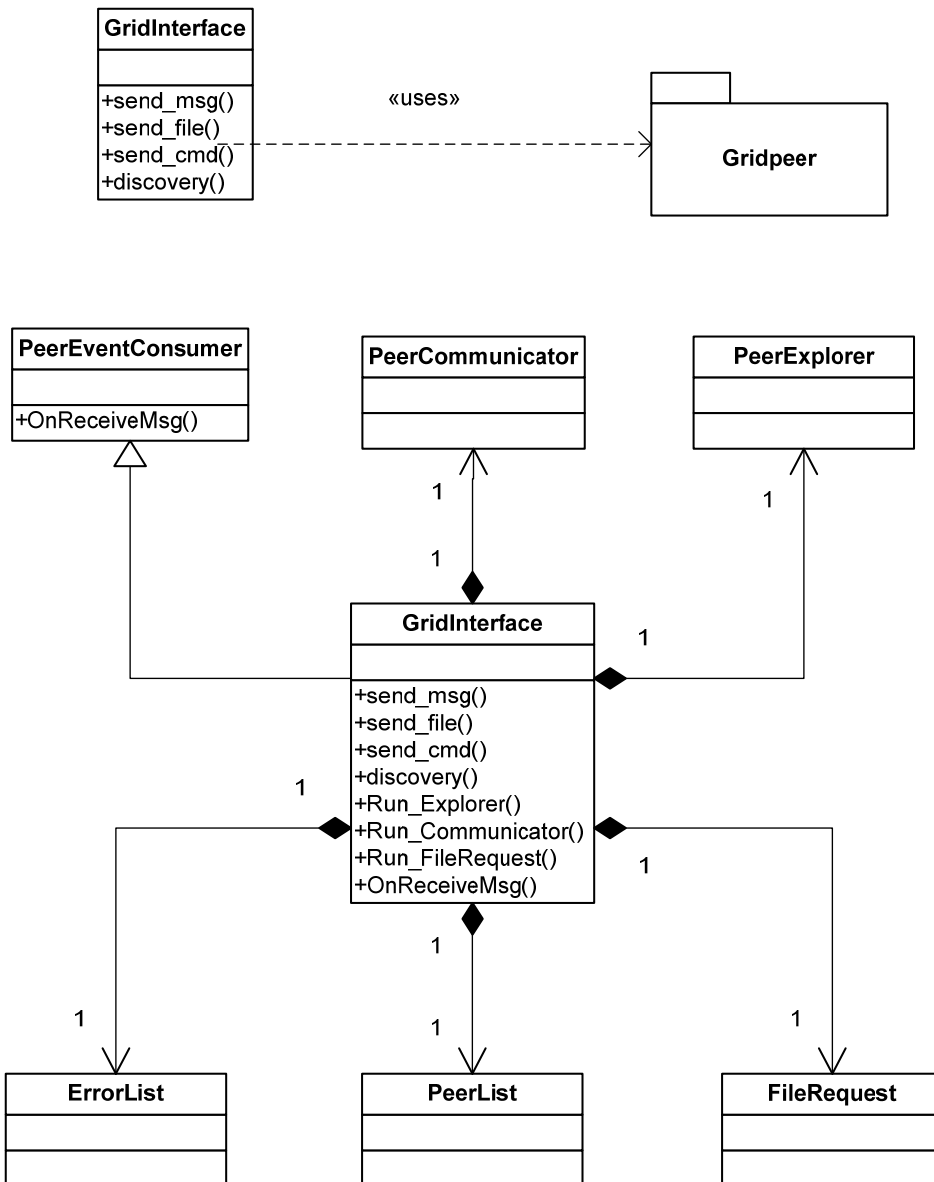 GridInterface
+send_msg()
+send_file()
+send_cmd()
+discovery()
«uses»
Gridpeer
PeerEventConsumer
+OnReceiveMsg()
PeerCommunicator
PeerExplorer
1
1
1
GridInterface
1
+send_msg()
+send_file()
+send_cmd()
+discovery()
+Run_Explorer()
+Run_Communicator()
+Run_FileRequest()
+OnReceiveMsg()
1
1
1
1
1
1
ErrorList
PeerList
FileRequest